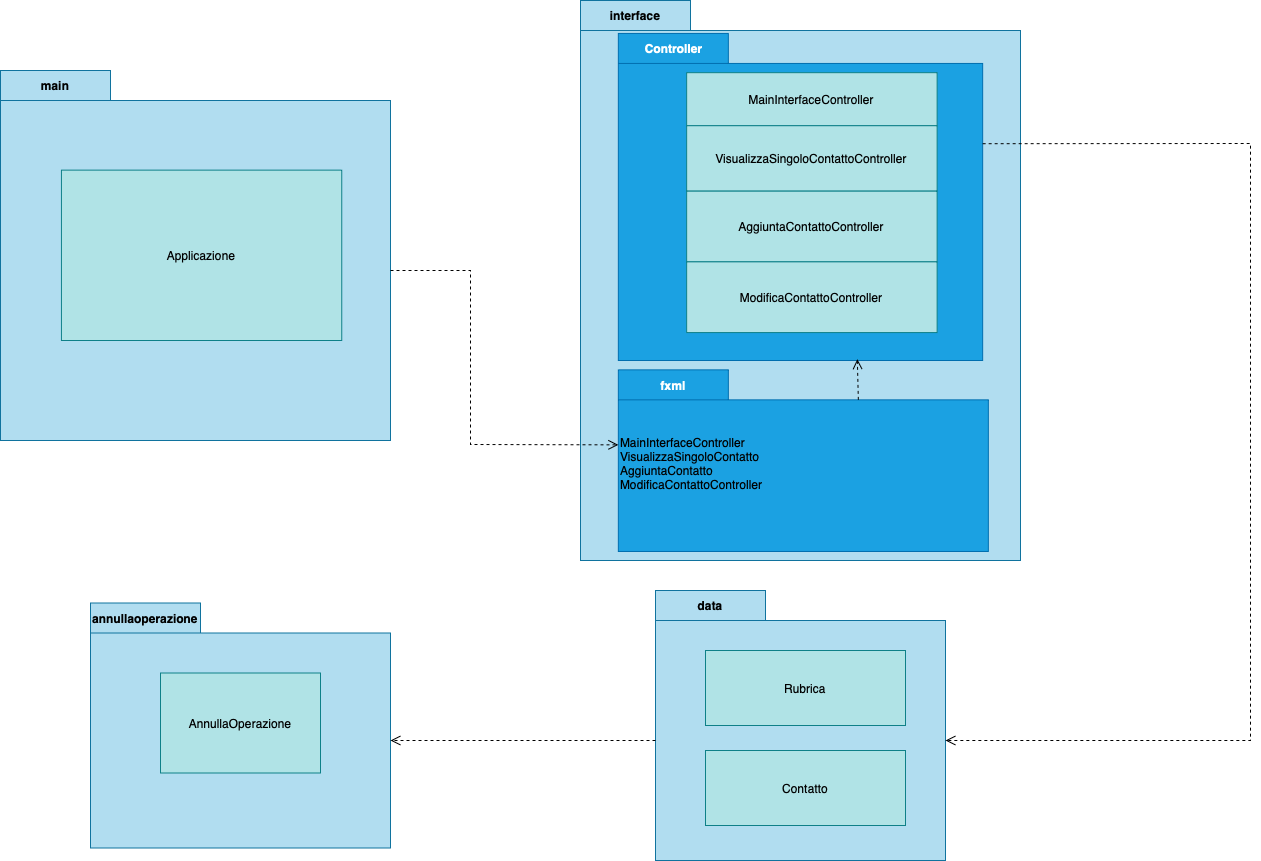 interface
Controller
MainInterfaceController
VisualizzaSingoloContattoController
AggiuntaContattoController
ModificaContattoController
main
Applicazione
fxml
MainInterfaceController
VisualizzaSingoloContatto
AggiuntaContatto
ModificaContattoController
annullaoperazione
AnnullaOperazione
data
Rubrica
Contatto